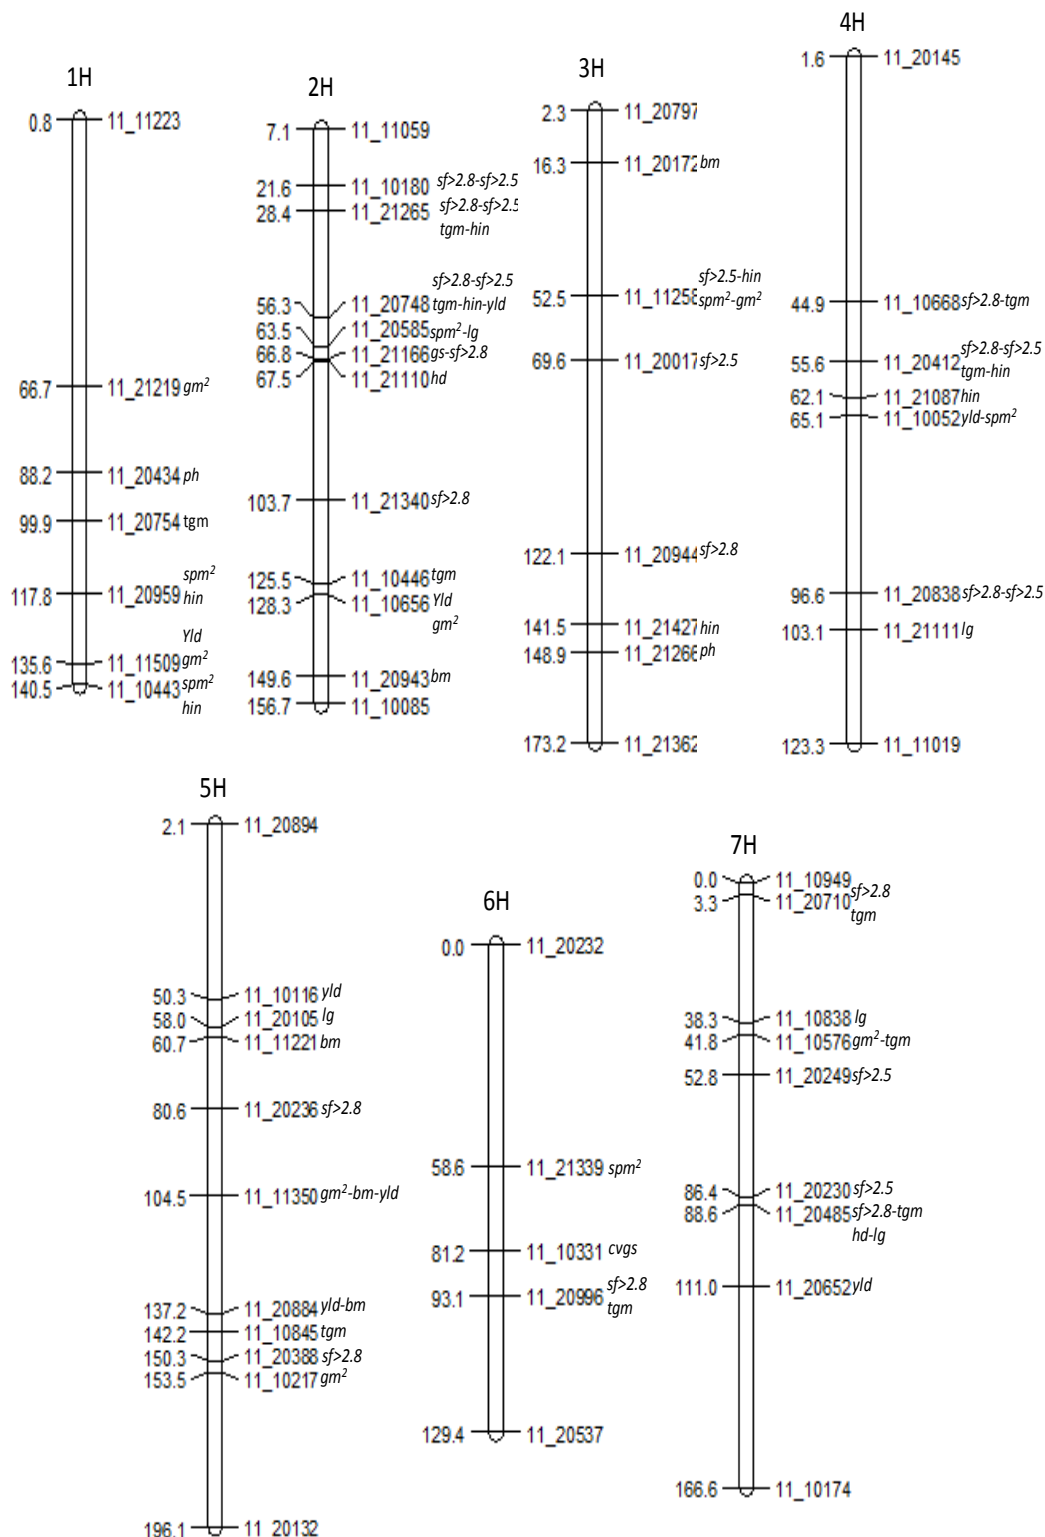 1H
0.8 11_11223
66.7 11_21219 gm²
88.2 11_20434 ph
99.9 11_20754 tgm
spm²
117.8 11_20959 hin
Yld
135.6 11_11509 gm²
140.5 11_10443 spm²
hin
2H
7.1 11_11059
21.6 11_10180 sf>2.8-sf>2.5
28.4 11_21265 sf>2.8-sf>2.5
tgm-hin
sf>2.8-sf>2.5
56.3 11_20748 tgm-hin-yld
63.5 11_20585 spm²-lg
66.8 11_21166 gs-sf>2.8
67.5 11_21110 hd
103.7 11_21340 sf>2.8
125.5 11_10446 tgm
128.3 11_10656 Yld
gm²
149.6 11_20943 bm
156.7 11_10085
3H
2.3 11_20797
16.3 11_20172 bm
sf>2.5-hin
52.5 11_11258 spm²-gm²
69.6 11_20017 sf>2.5
122.1 11_20944 sf>2.8
141.5 11_21427 hin
148.9 11_21266 ph
173.2 11_21362
4H
1.6 11_20145
44.9 11_10668 sf>2.8-tgm
sf>2.8-sf>2.5
55.6 11_20412 tgm-hin
62.1 11_21087 hin
65.1 11_10052 yld-spm²
96.6 11_20838 sf>2.8-sf>2.5
103.1 11_21111 lg
123.3 11_11019
5H
2.1 11_20894
50.3 11_10116 yld
58.0 11_20105 lg
60.7 11_11221 bm
80.6 11_20236 sf>2.8
104.5 11_11350 gm²-bm-yld
137.2 11_20884 yld-bm
142.2 11_10845 tgm
150.3 11_20388 sf>2.8
153.5 11_10217 gm²
196.1 11_20132
6H
0.0 11_20232
58.6 11_21339 spm²
81.2 11_10331 cvgs
93.1 11_20996 sf>2.8
tgm
129.4 11_20537
7H
0.0 11_10949
3.3 11_20710 sf>2.8
tgm
38.3 11_10838 lg
41.8 11_10576 gm²-tgm
52.8 11_20249 sf>2.5
86.4 11_20230 sf>2.5
88.6 11_20485 sf>2.8-tgm
hd-lg
111.0 11_20652 yld
166.6 11_10174